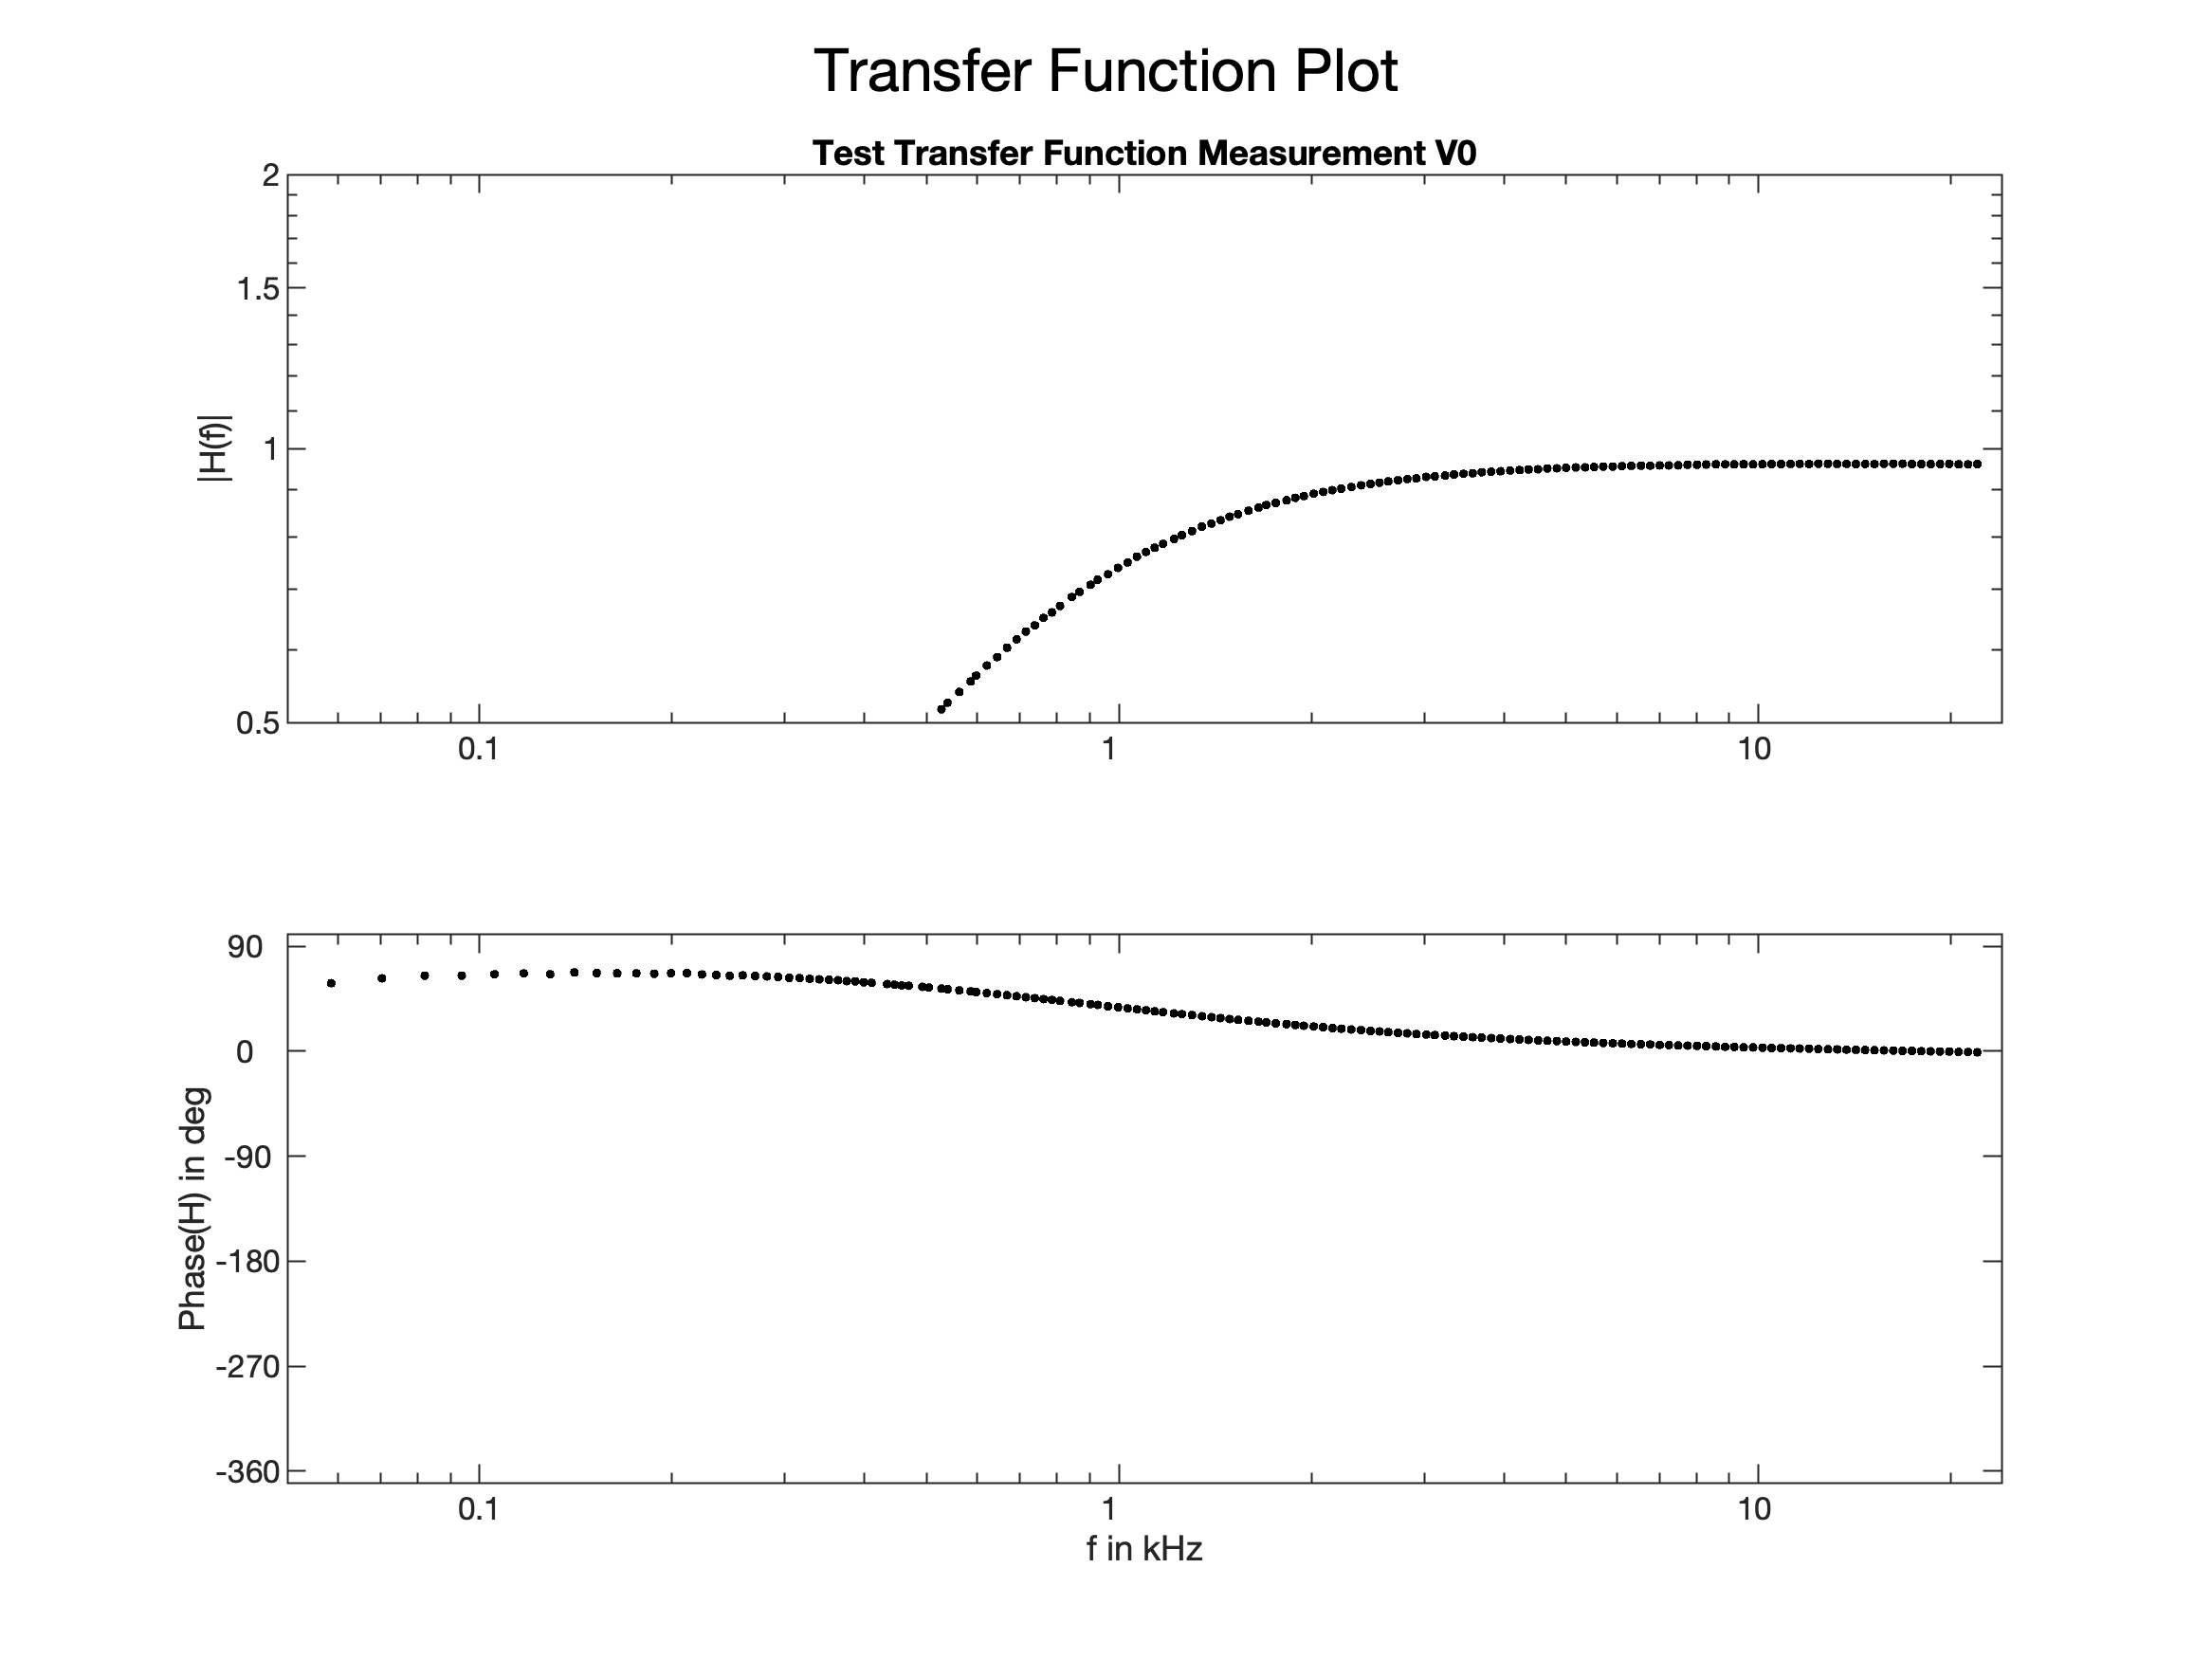 Transfer Function Plot
Test Transfer Function Measurement V0
2
1.5
1
0.5
|H(f)|
0.1 1 10
90
0
-90
-180
-270
-360
Phase(H) in deg
0.1 1 10
f in kHz